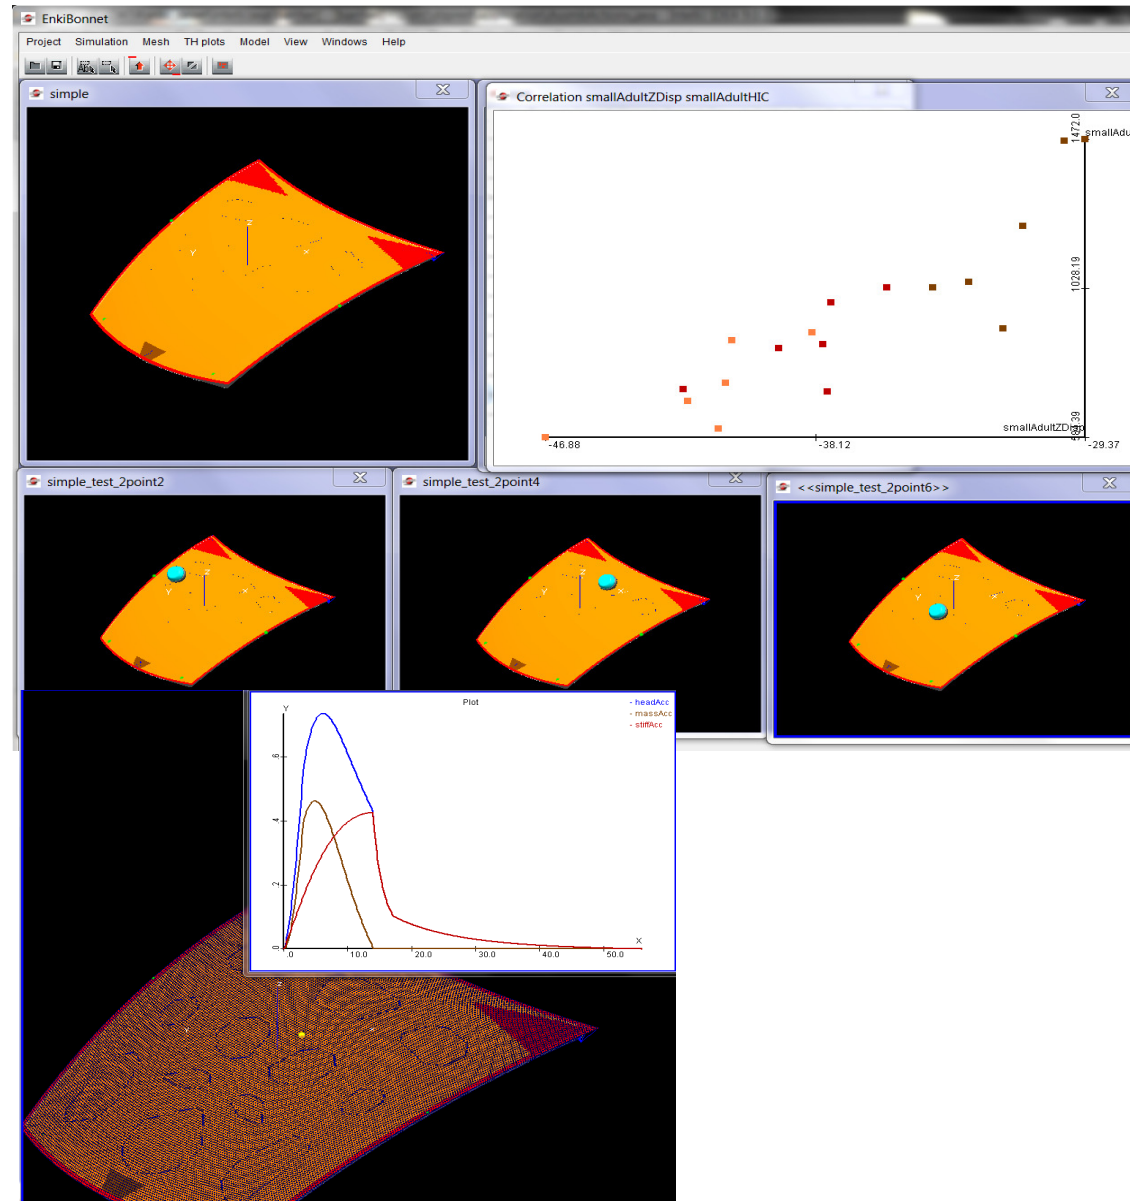 EnkiBonnet
Project Simulation Mesh TH plots Model View Windows Help
simple
Correlation smallAdultZDisp smallAdultHIC
1472.0
smallAdu
1028.19
Z
Y
X
smallAdultZDisp
584.39
-46.88
-38.12
-29.37
simple_test_2point2
simple_test_2point4
<<simple_test_2point6>>
Z
Y
X
Z
Y
X
Z
Y
X
Plot
- headAcc
- massAcc
- stiffAcc
Y
.6
.4
.2
.0
.0 10.0 20.0 30.0 40.0 50.0
X
Z
Y
X